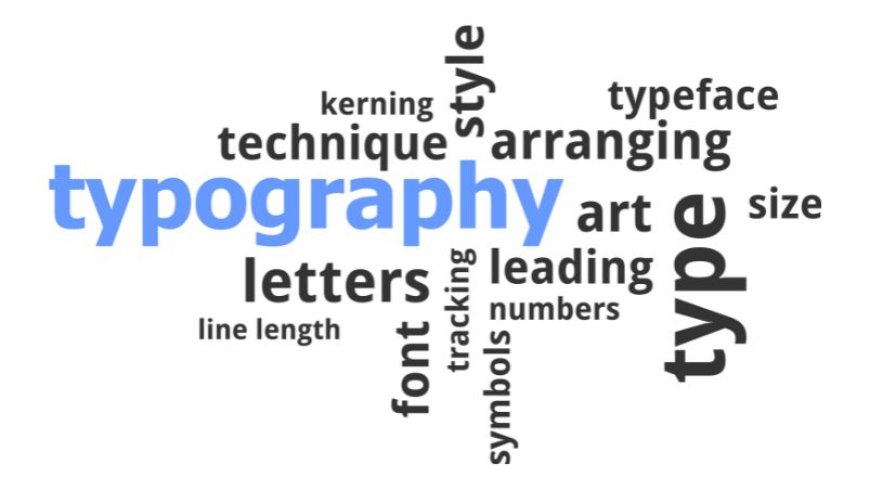 style
kerning
typeface
technique
arranging
typography
art
type
size
letters
leading
tracking
numbers
line length
font
symbols